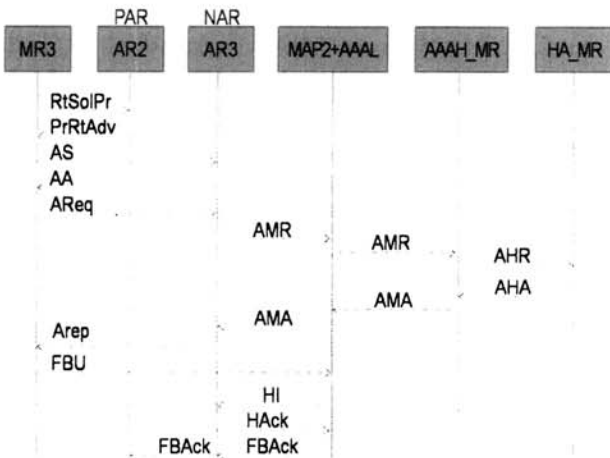 PAR NAR
MR3 AR2 AR3 MAP2+AAAL AAAH_MR HA_MR
RtSolPr
PrRtAdv
AS
AA
AReq
AMR
AMR
AHR
AHA
AMA
AMA
Arep
FBU
HI
HAck
FBAck FBAck